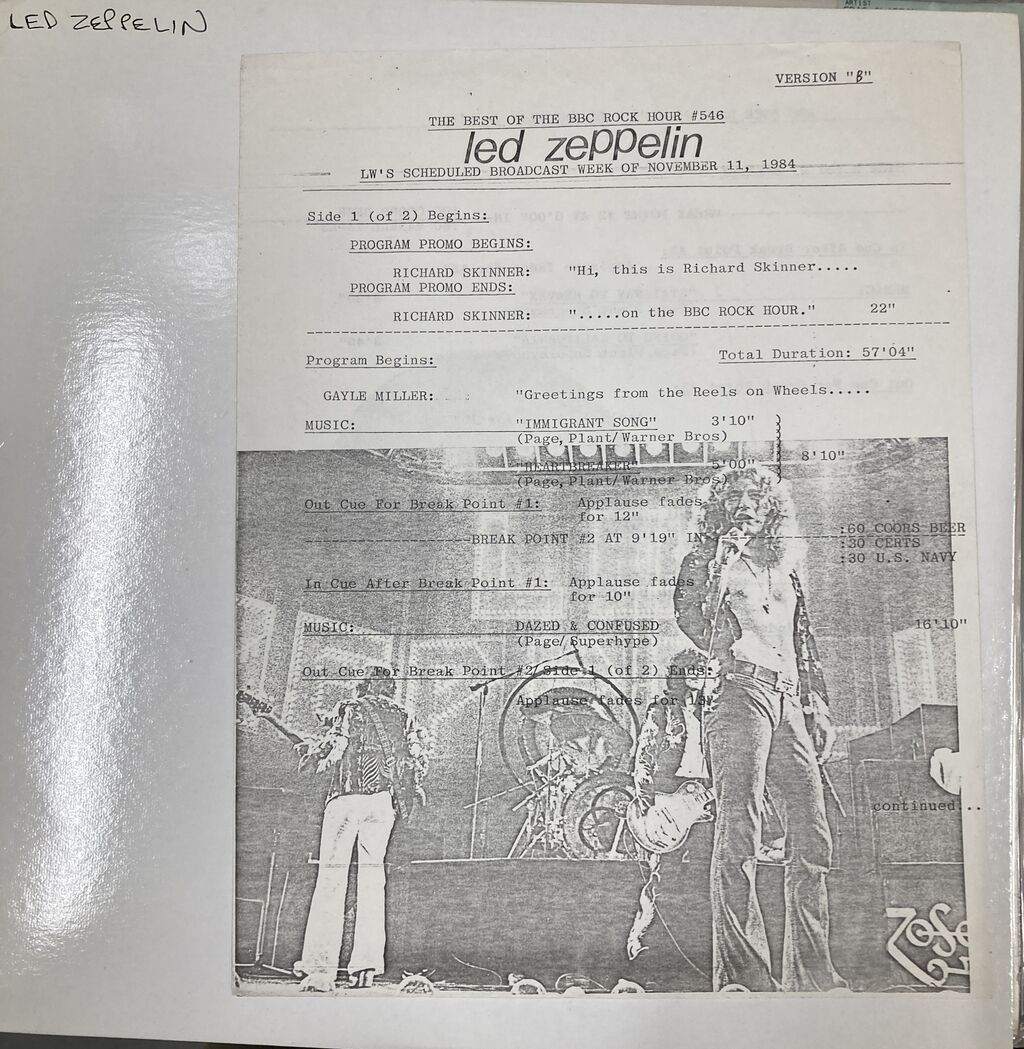 LED ZEPPELIN
ARTIST
VERSION "B"
THE BEST OF THE BBC ROCK HOUR #546
led zeppelin
LW'S SCHEDULED BROADCAST WEEK OF NOVEMBER 11, 1984
Side 1 (of 2) Begins:
PROGRAM PROMO BEGINS:
RICHARD SKINNER: "Hi, this is Richard Skinner.....
PROGRAM PROMO ENDS:
RICHARD SKINNER: ".....on the BBC ROCK HOUR." 22"
Program Begins: Total Duration: 57'04"
GAYLE MILLER: "Greetings from the Reels on Wheels.....
MUSIC: "IMMIGRANT SONG" 3'10"
(Page, Plant/Warner Bros)
8'10"
"HEARTBREAKER" 5'00"
(Page, Plant/Warner Bros)
Out Cue For Break Point #1: Applause fades
for 12"
:60 COORS BEER
BREAK POINT #2 AT 9'19" IN
:30 CERTS
:30 U.S. NAVY
In Cue After Break Point #1: Applause fades
for 10"
MUSIC: DAZED & CONFUSED 16'10"
(Page/Superhype)
Out Cue For Break Point #2/Side 1 (of 2) Ends:
Applause fades for
continued...
ZOSO